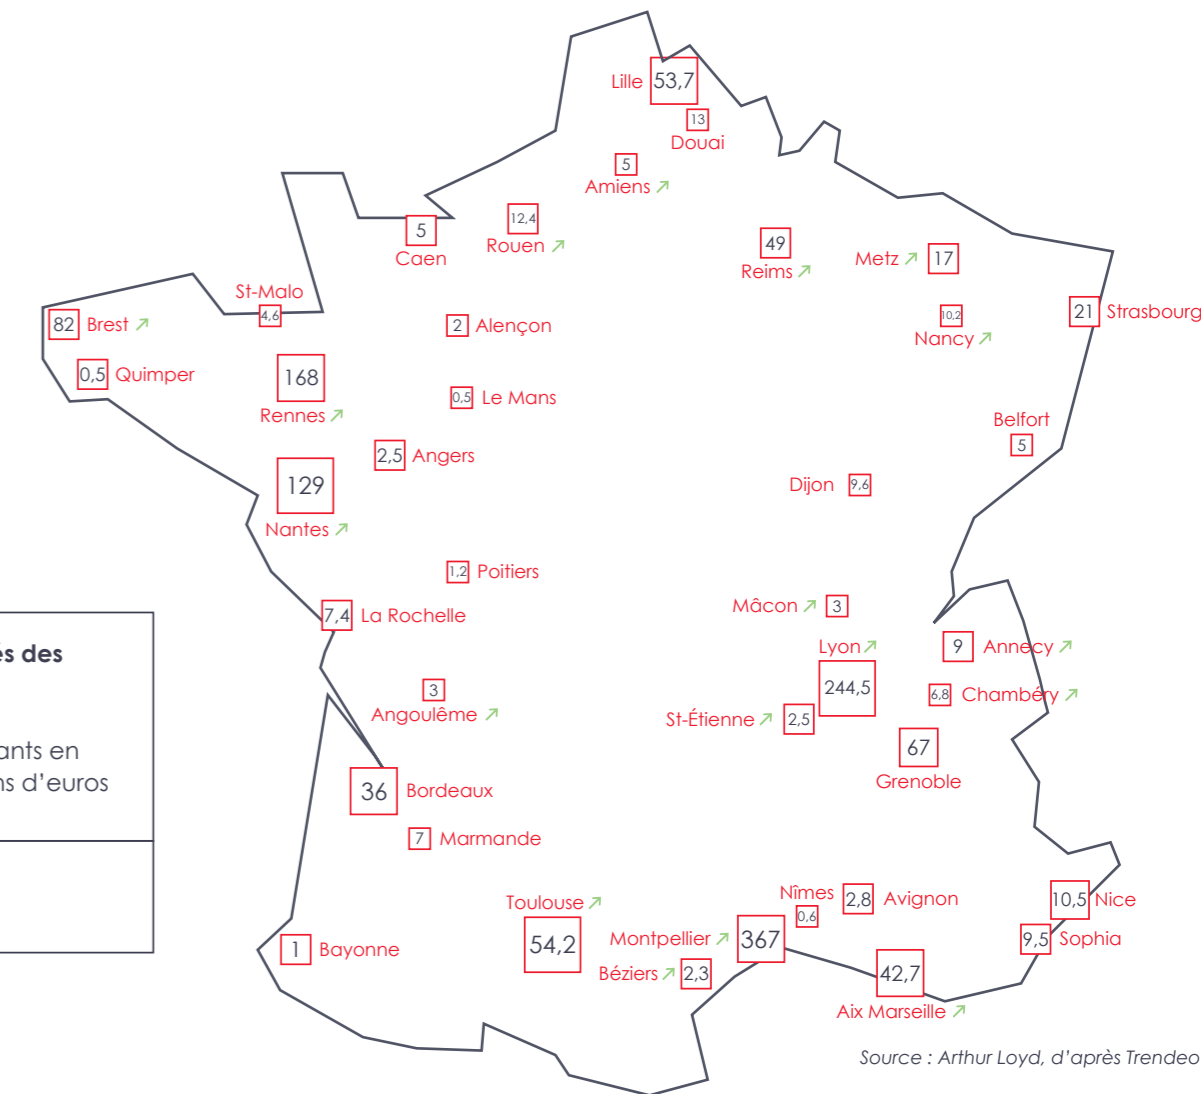 Lille 53,7
13
Douai
5
Amiens ↗
12,4
Rouen ↗
5
Caen
49
Reims ↗
Metz ↗ 17
St-Malo
4,6
82 Brest ↗
2 Alençon
10,2
Nancy ↗
21 Strasbourg
0,5 Quimper
168
Rennes ↗
0,5 Le Mans
Belfort
5
2,5 Angers
Dijon 9,6
129
Nantes ↗
1,2 Poitiers
Mâcon ↗ 3
7,4 La Rochelle
Lyon ↗
244,5
9 Annecy ↗
6,8 Chambéry ↗
3
Angoulême ↗
St-Étienne ↗ 2,5
67
Grenoble
36 Bordeaux
7 Marmande
Toulouse ↗
54,2
Nîmes
0,6
2,8 Avignon
10,5 Nice
1 Bayonne
Montpellier ↗ 367
9,5 Sophia
Béziers ↗ 2,3
42,7
Aix Marseille ↗
des
en
d'euros
Source : Arthur Loyd, d'après Trendeo